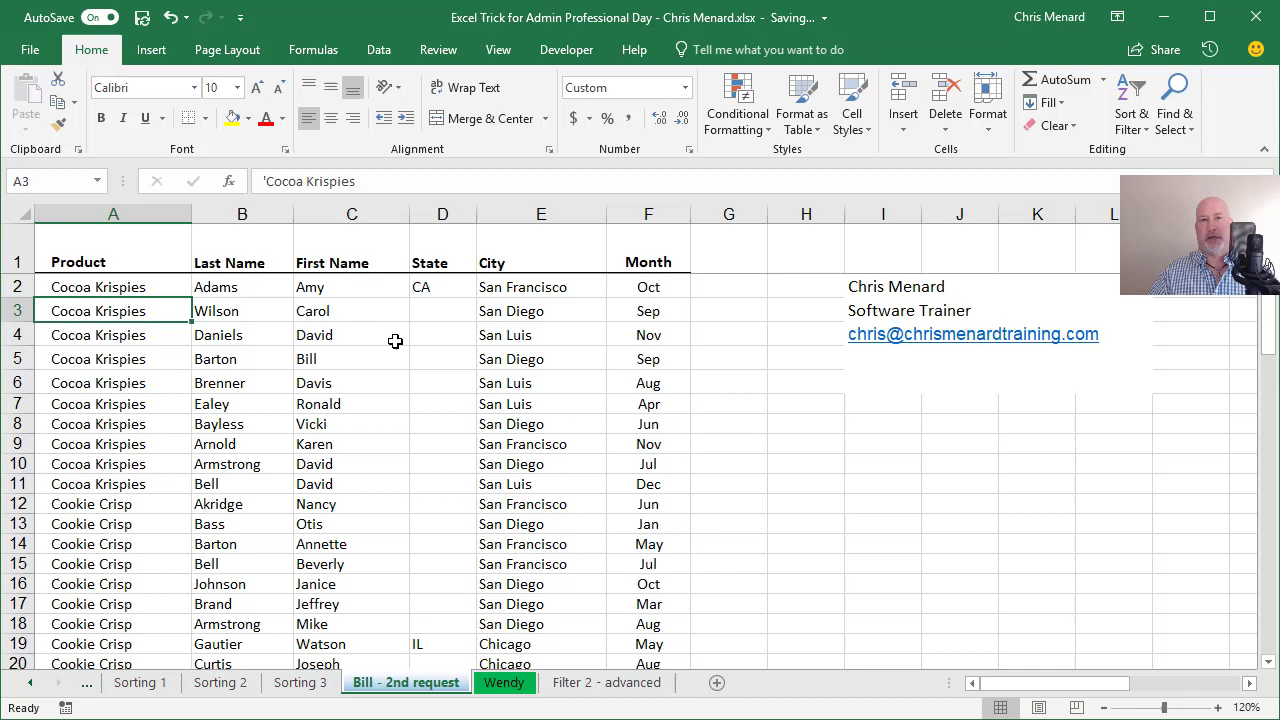 AutoSave On
Excel Trick for Admin Professional Day - Chris Menard.xlsx - Saving...
Chris Menard
File Home Insert Page Layout Formulas Data Review View Developer Help Tell me what you want to do Share
Paste
Clipboard
Calibri 10
B I U
Font
Wrap Text
Merge & Center
Alignment
Custom
$ % ,
Number
Conditional Formatting
Format as Table
Cell Styles
Styles
Insert Delete Format
Cells
AutoSum
Fill
Clear
Sort & Filter
Find & Select
Editing
A3 fx 'Cocoa Krispies
A B C D E F G H I J K L
1 Product Last Name First Name State City Month
2 Cocoa Krispies Adams Amy CA San Francisco Oct Chris Menard
3 Cocoa Krispies Wilson Carol San Diego Sep Software Trainer
4 Cocoa Krispies Daniels David San Luis Nov chris@chrismenardtraining.com
5 Cocoa Krispies Barton Bill San Diego Sep
6 Cocoa Krispies Brenner Davis San Luis Aug
7 Cocoa Krispies Ealey Ronald San Luis Apr
8 Cocoa Krispies Bayless Vicki San Diego Jun
9 Cocoa Krispies Arnold Karen San Francisco Nov
10 Cocoa Krispies Armstrong David San Diego Jul
11 Cocoa Krispies Bell David San Luis Dec
12 Cookie Crisp Akridge Nancy San Francisco Jun
13 Cookie Crisp Bass Otis San Diego Jan
14 Cookie Crisp Barton Annette San Francisco May
15 Cookie Crisp Bell Beverly San Francisco Jul
16 Cookie Crisp Johnson Janice San Diego Oct
17 Cookie Crisp Brand Jeffrey San Diego Mar
18 Cookie Crisp Armstrong Mike San Diego Aug
19 Cookie Crisp Gautier Watson IL Chicago May
20 Cookie Crisp Curtis Joseph Chicago Aug
... Sorting 1 Sorting 2 Sorting 3 Bill - 2nd request Wendy Filter 2 - advanced
Ready 120%